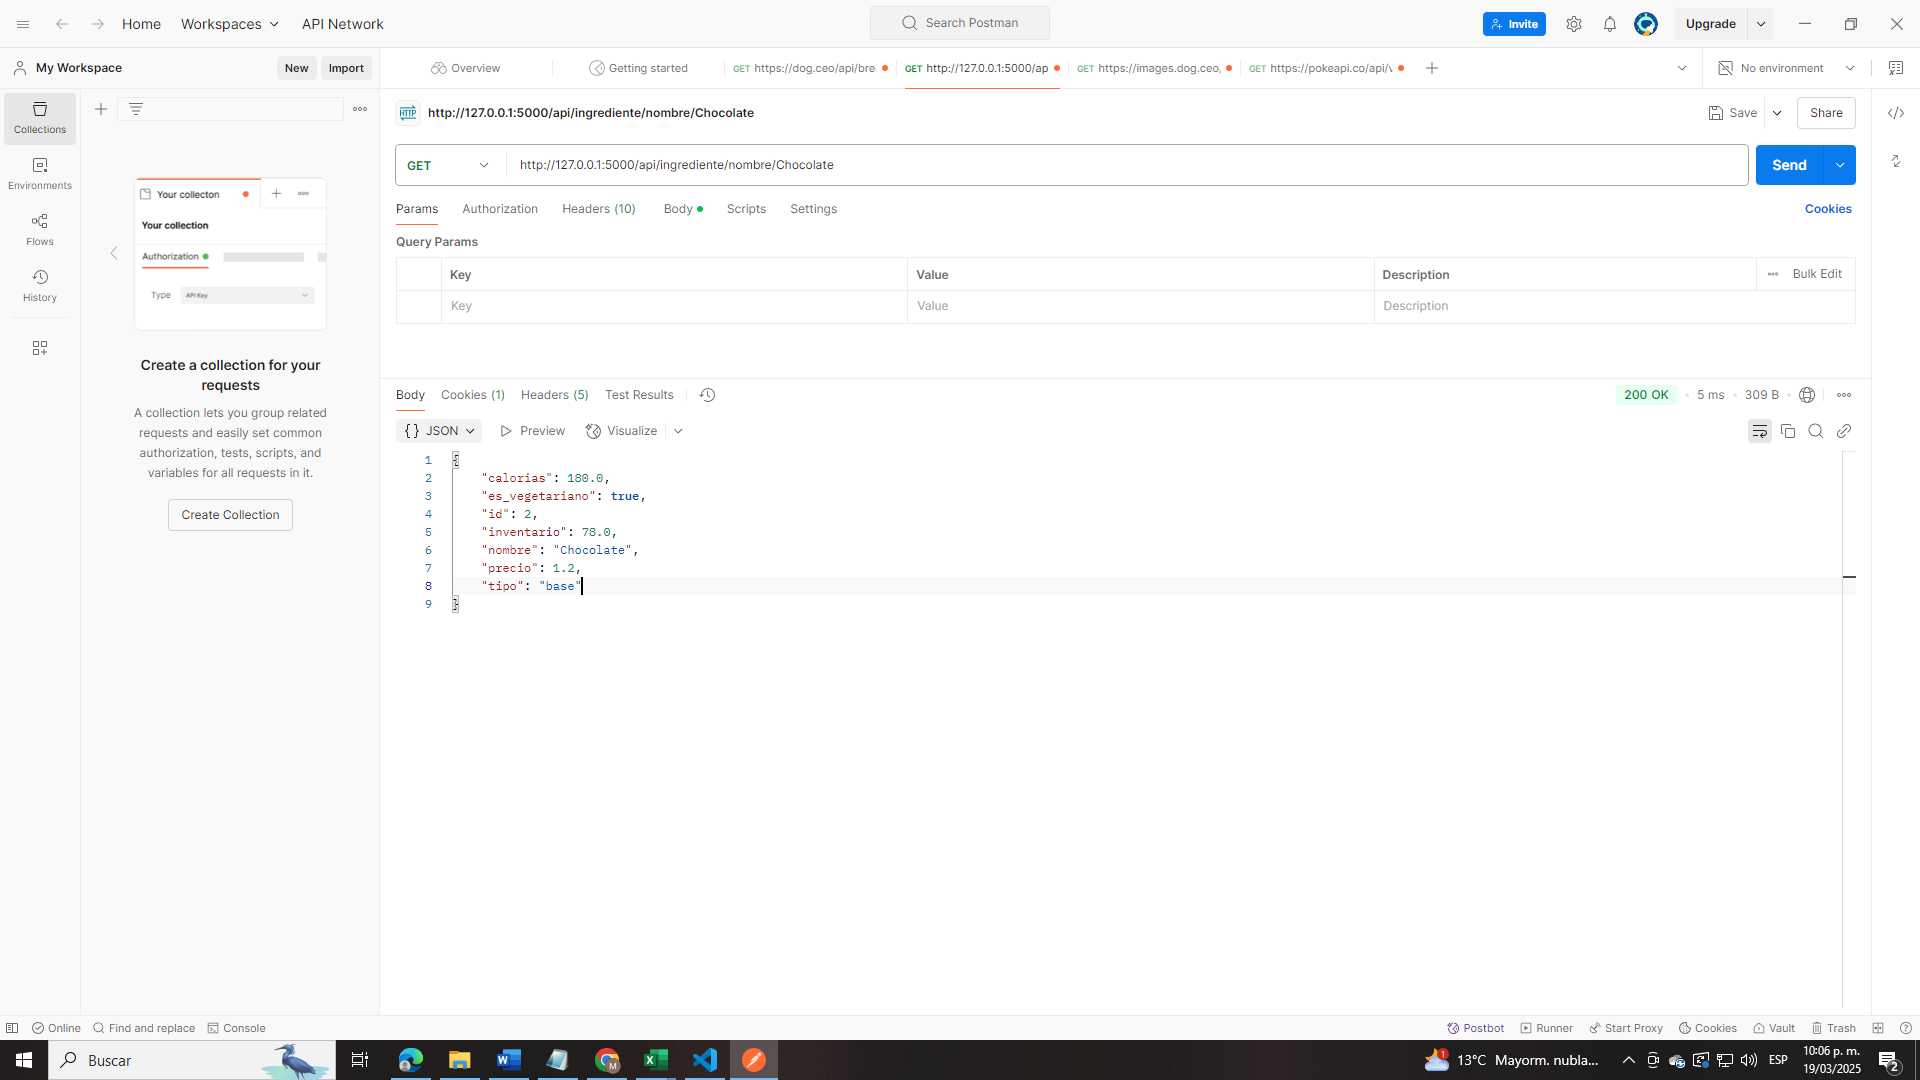 Home
Workspaces
API Network
Search Postman
Invite
Upgrade
My Workspace
New
Import
Overview
Getting started
GET https://dog.ceo/api/bre
GET http://127.0.0.1:5000/ap
GET https://images.dog.ceo,
GET https://pokeapi.co/api/v
No environment
Collections
Environments
Flows
History
Your collecton
Your collection
Authorization
Type
API Key
Create a collection for your
requests
A collection lets you group related
requests and easily set common
authorization, tests, scripts, and
variables for all requests in it.
Create Collection
HTTP
http://127.0.0.1:5000/api/ingrediente/nombre/Chocolate
Save
Share
GET
http://127.0.0.1:5000/api/ingrediente/nombre/Chocolate
Send
Params
Authorization
Headers (10)
Body
Scripts
Settings
Cookies
Query Params
Key
Value
Description
Bulk Edit
Key
Value
Description
Body
Cookies (1)
Headers (5)
Test Results
200 OK
5 ms
309 B
{} JSON
Preview
Visualize
1 {
2 "calorias": 180.0,
3 "es_vegetariano": true,
4 "id": 2,
5 "inventario": 78.0,
6 "nombre": "Chocolate",
7 "precio": 1.2,
8 "tipo": "base"
9 }
Online
Find and replace
Console
Postbot
Runner
Start Proxy
Cookies
Vault
Trash
Buscar
M
1
13°C Mayorm. nubla...
ESP
10:06 p. m.
19/03/2025
2